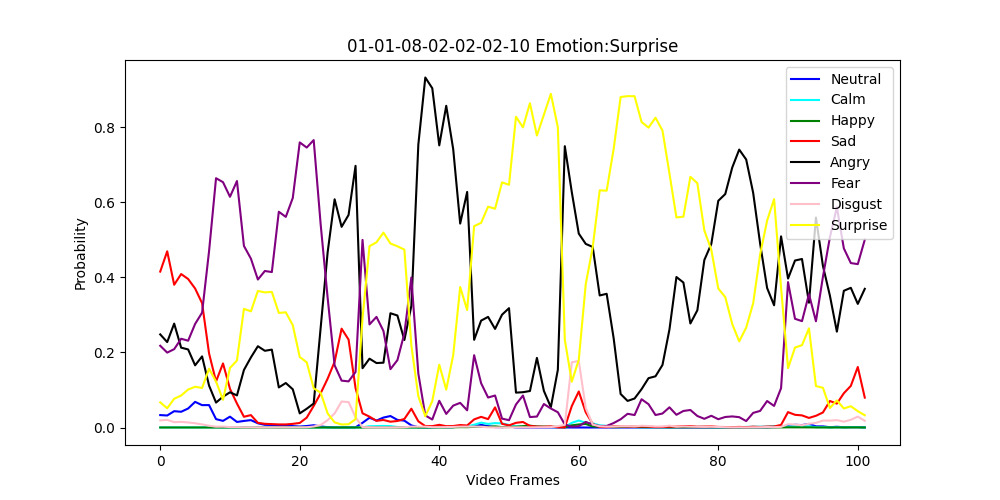 01-01-08-02-02-02-10 Emotion:Surprise
Neutral
Calm
Happy
Sad
Angry
Fear
Disgust
Surprise
Probability
0.8
0.6
0.4
0.2
0.0
0 20 40 60 80 100
Video Frames